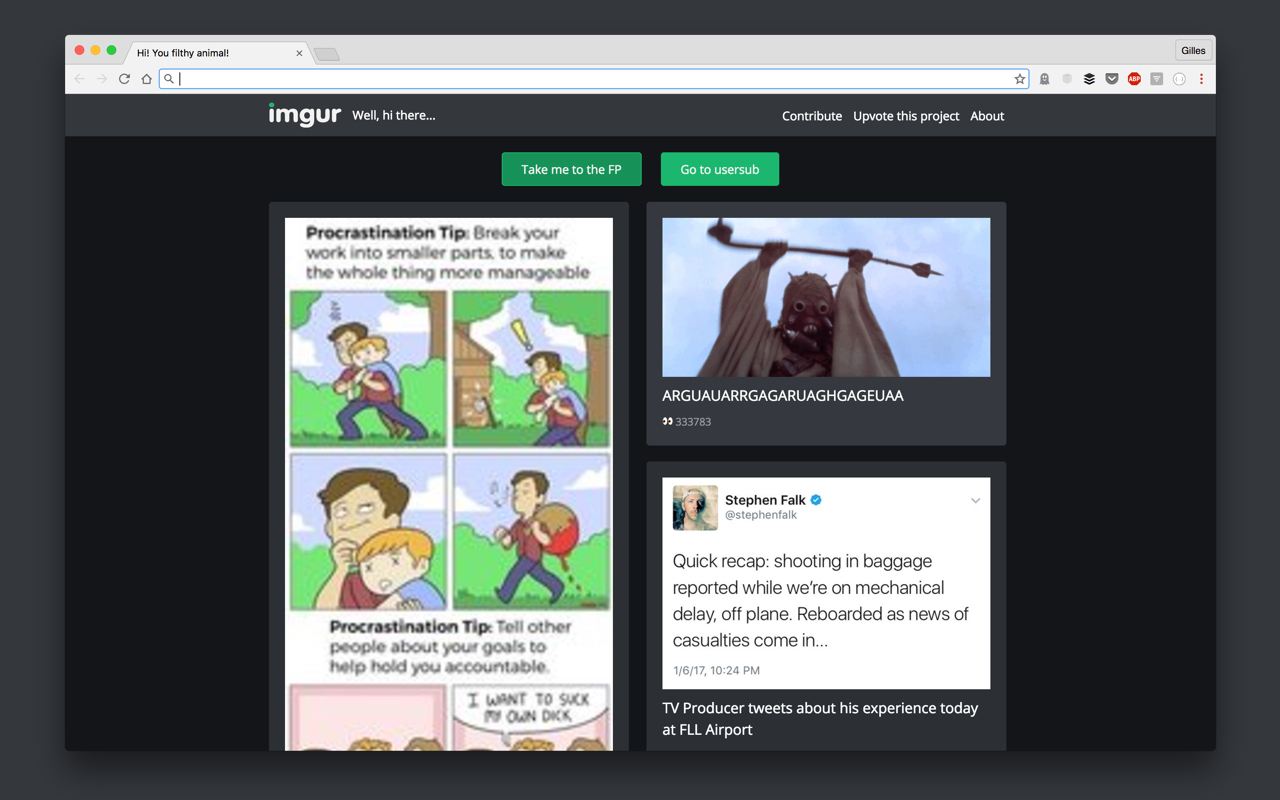 Hi! You filthy animal!
Gilles
ABP
imgur
Well, hi there...
Contribute
Upvote this project
About
Take me to the FP
Go to usersub
Procrastination Tip: Break your
work into smaller parts, to make
the whole thing more manageable
Procrastination Tip: Tell other
people about your goals to
help hold you accountable.
I WANT TO SUCK
MY OWN DICK
ARGUAUARRGAGARUAGHGAGEUAA
👀 333783
Stephen Falk
@stephenfalk
Quick recap: shooting in baggage
reported while we're on mechanical
delay, off plane. Reboarded as news of
casualties come in...
1/6/17, 10:24 PM
TV Producer tweets about his experience today
at FLL Airport